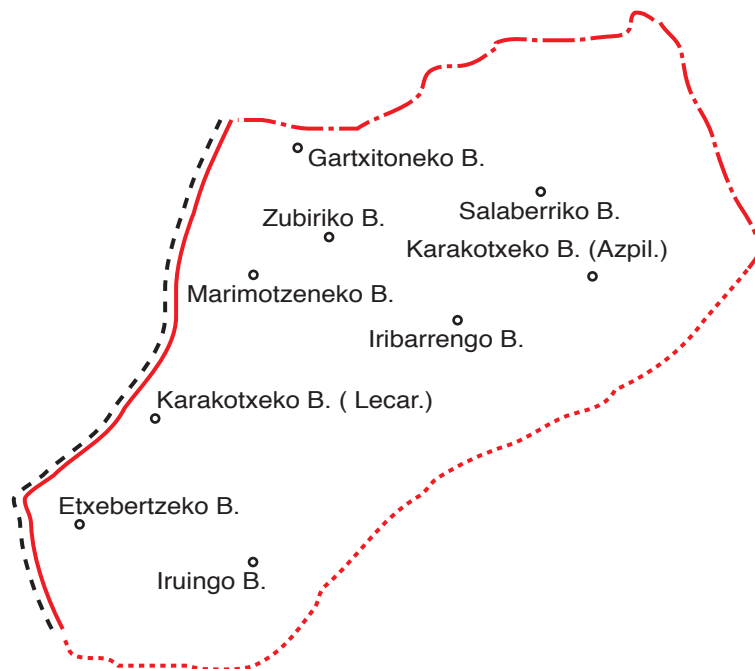 Gartxitoneko B.
Salaberriko B.
Zubiriko B.
Karakotxeko B. (Azpil.)
Marimotzeneko B.
Iribarrengo B.
Karakotxeko B. ( Lecar.)
Etxebertzeko B.
Iruingo B.